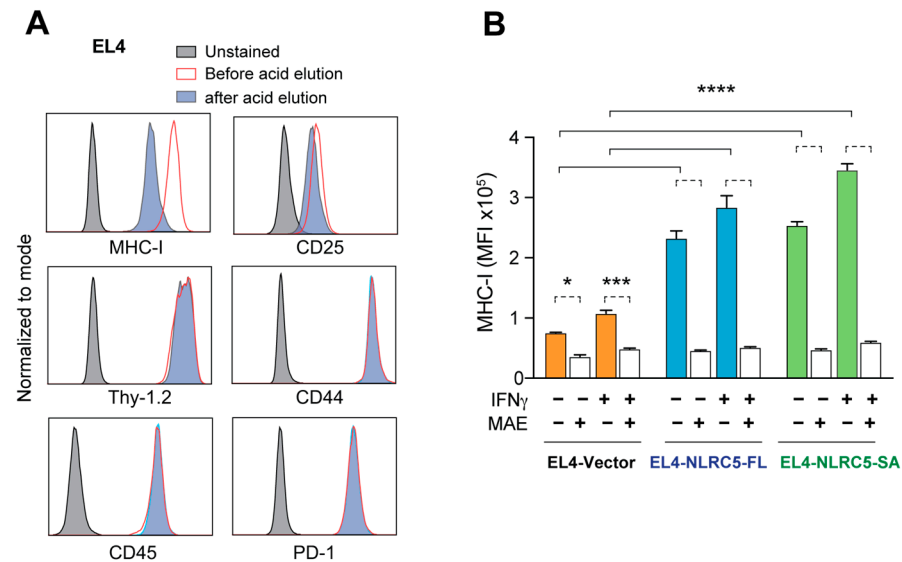 A
EL4
Unstained
Before acid elution
after acid elution
Normalized to mode
MHC-I
CD25
Thy-1.2
CD44
CD45
PD-1
B
****
MHC-I (MFI x10⁵)
4
3
2
1
0
* ***
IFNγ - - + + - - + + - - + +
MAE - + - + - + - + - + - +
EL4-Vector EL4-NLRC5-FL EL4-NLRC5-SA